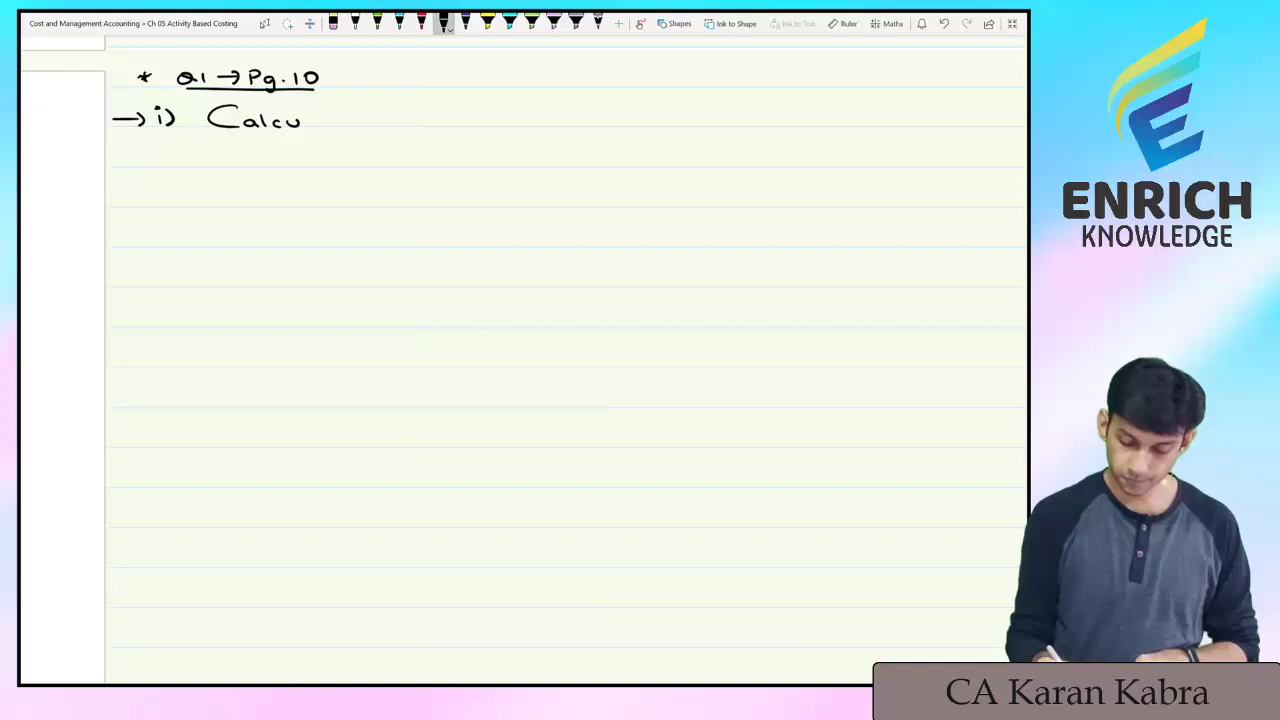 Cost and Management Accounting » Ch 05 Activity Based Costing
Shapes
Ink to Shape
Ink to Text
Ruler
Maths
* Q1 → Pg.10
→ i) Calcu
ENRICH
KNOWLEDGE
CA Karan Kabra